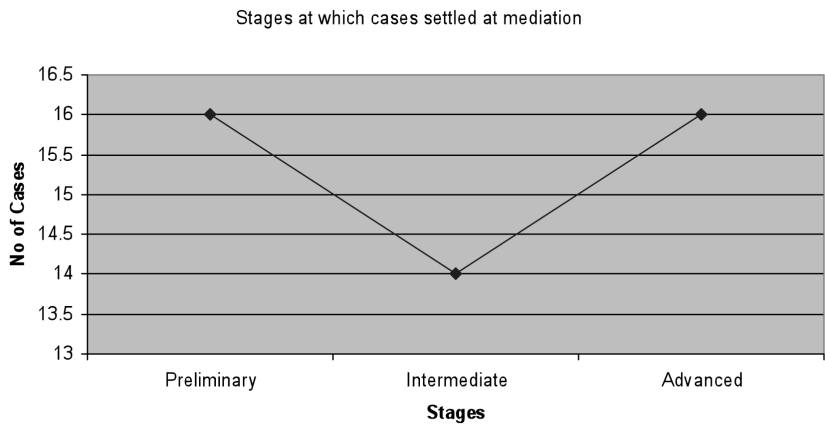 Stages at which cases settled at mediation
16.5
16
15.5
15
14.5
14
13.5
13
No of Cases
Preliminary
Intermediate
Advanced
Stages